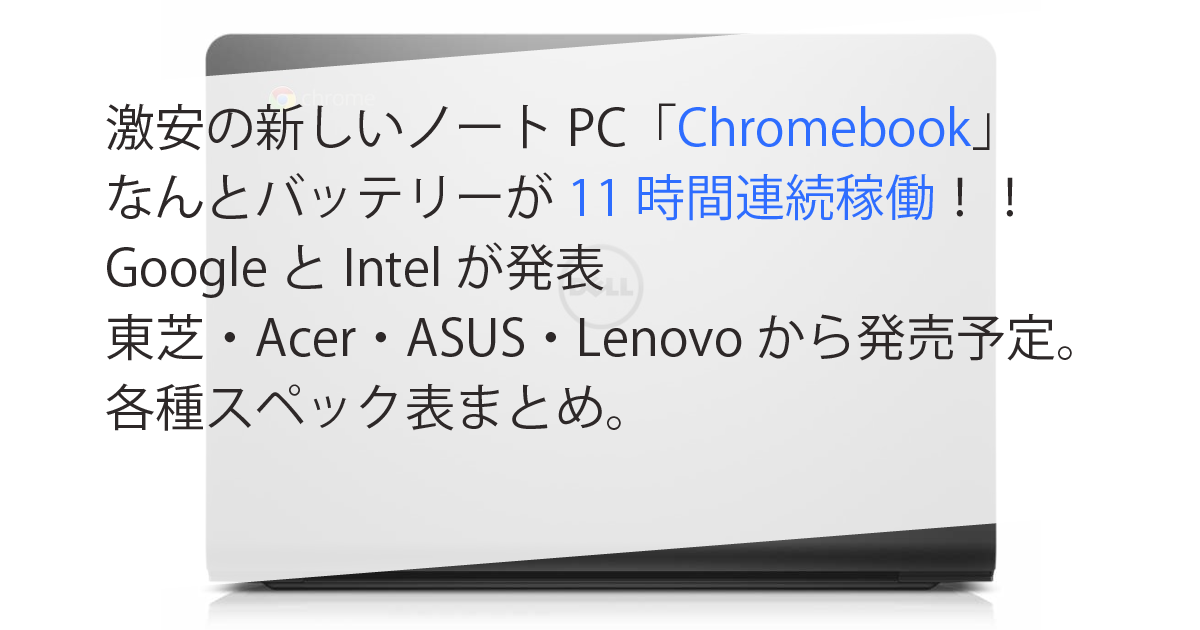 chrome
激安の新しいノート PC「Chromebook」
なんとバッテリーが 11 時間連続稼働！！
Google と Intel が発表
DELL
東芝・Acer・ASUS・Lenovo から発売予定。
各種スペック表まとめ。